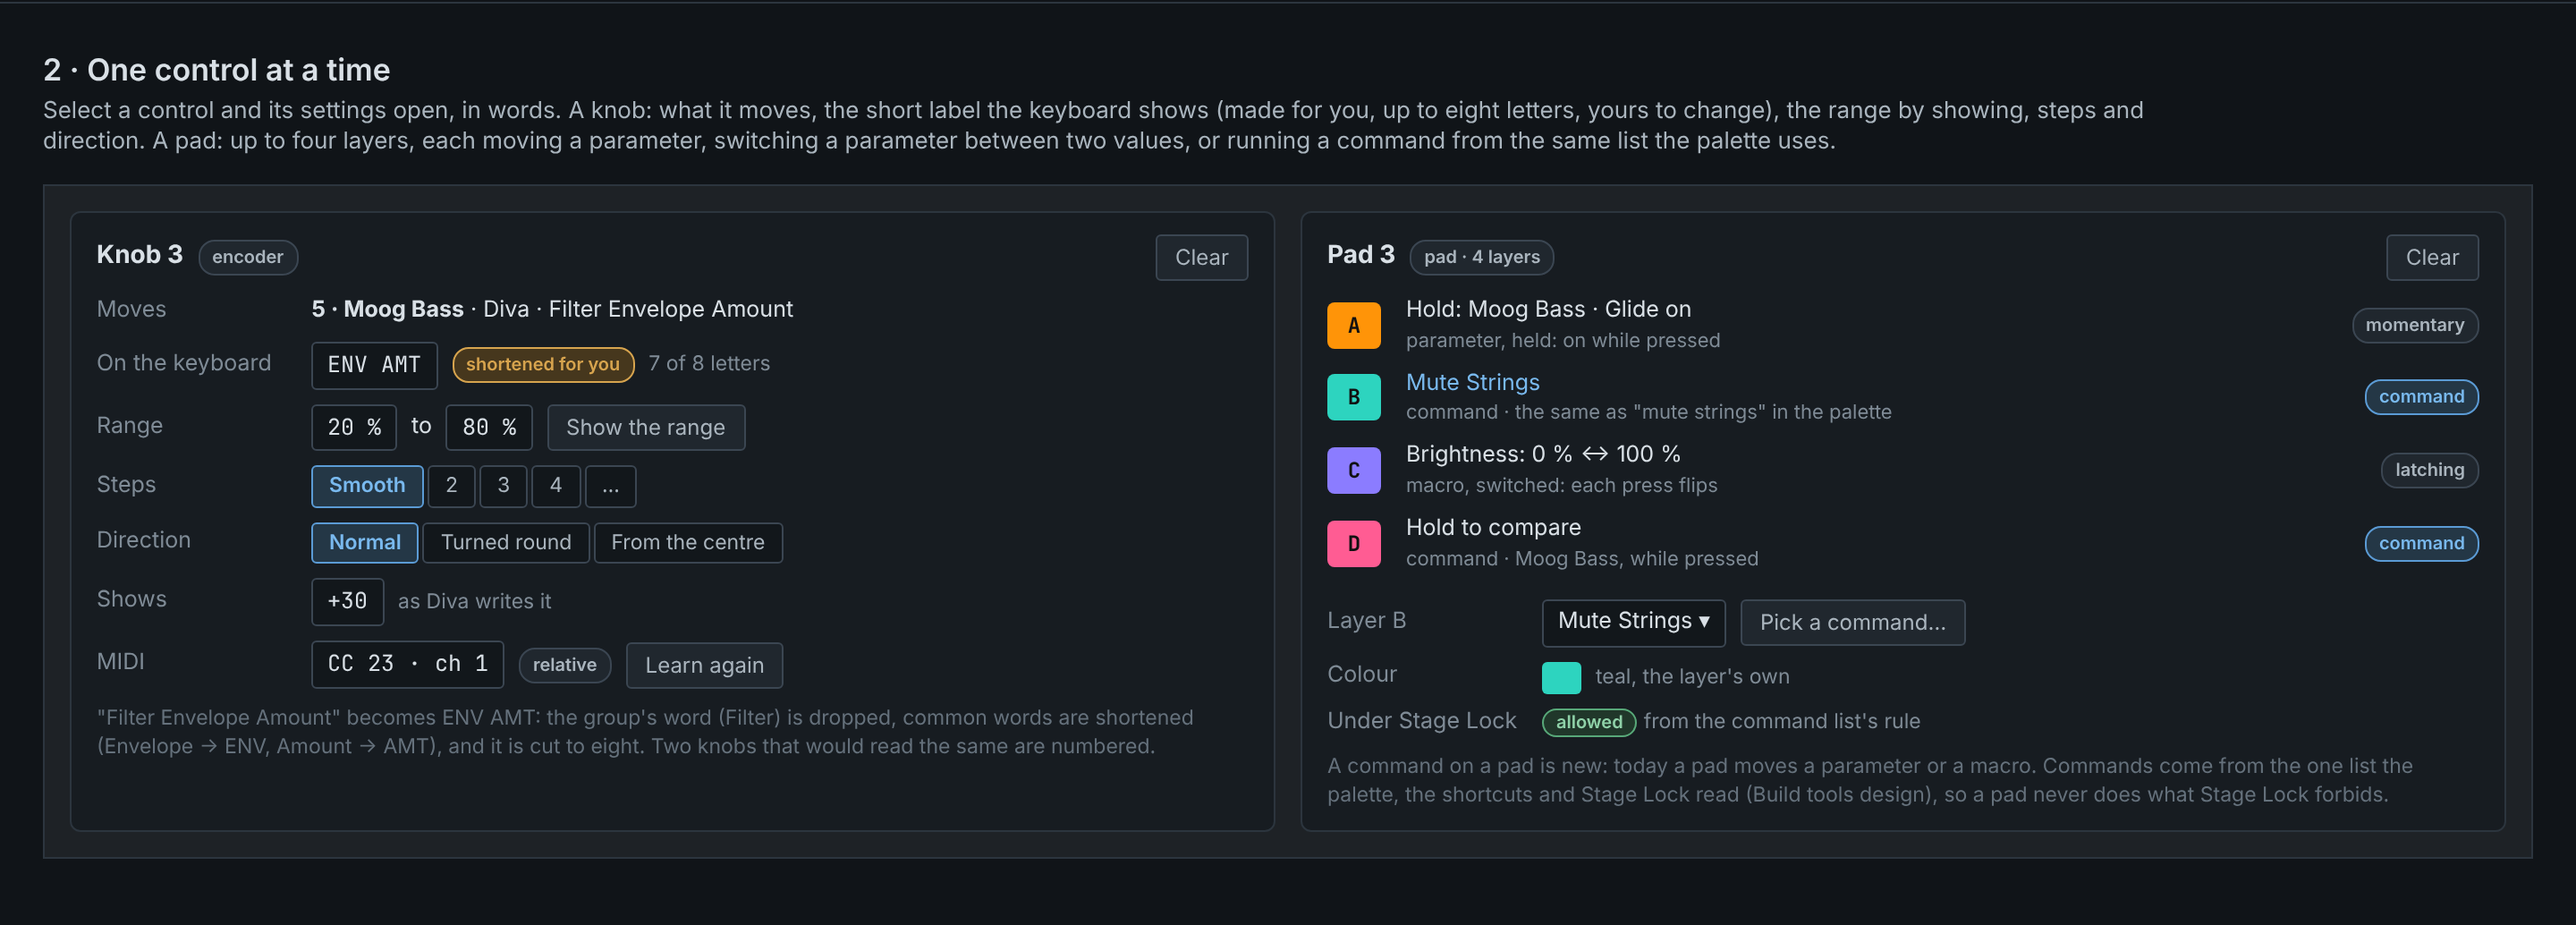 2 · One control at a time
Select a control and its settings open, in words. A knob: what it moves, the short label the keyboard shows (made for you, up to eight letters, yours to change), the range by showing, steps and
direction. A pad: up to four layers, each moving a parameter, switching a parameter between two values, or running a command from the same list the palette uses.
Knob 3 encoder Clear
Moves 5 · Moog Bass · Diva · Filter Envelope Amount
On the keyboard ENV AMT shortened for you 7 of 8 letters
Range 20 % to 80 % Show the range
Steps Smooth 2 3 4 ...
Direction Normal Turned round From the centre
Shows +30 as Diva writes it
MIDI CC 23 · ch 1 relative Learn again
"Filter Envelope Amount" becomes ENV AMT: the group's word (Filter) is dropped, common words are shortened
(Envelope → ENV, Amount → AMT), and it is cut to eight. Two knobs that would read the same are numbered.
Pad 3 pad · 4 layers Clear
A Hold: Moog Bass · Glide on momentary
parameter, held: on while pressed
B Mute Strings command
command · the same as "mute strings" in the palette
C Brightness: 0 % ↔ 100 % latching
macro, switched: each press flips
D Hold to compare command
command · Moog Bass, while pressed
Layer B Mute Strings ▾ Pick a command...
Colour teal, the layer's own
Under Stage Lock allowed from the command list's rule
A command on a pad is new: today a pad moves a parameter or a macro. Commands come from the one list the
palette, the shortcuts and Stage Lock read (Build tools design), so a pad never does what Stage Lock forbids.